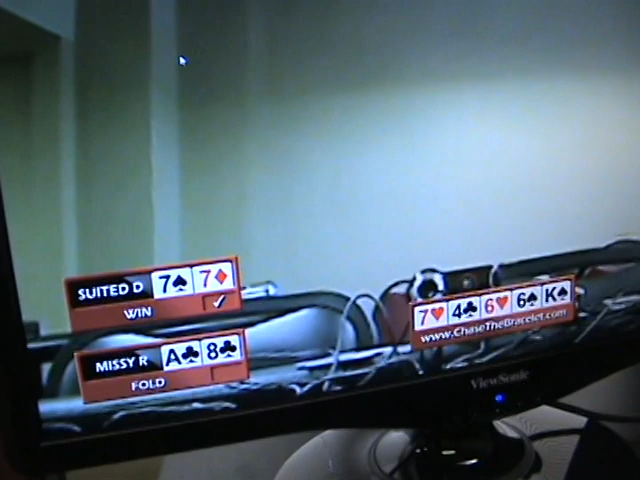 SUITED D 7♠ 7♦
WIN ✓
MISSY R A♣ 8♣
FOLD
7♥ 4♣ 6♥ 6♠ K♠
www.ChaseTheBracelet.com
ViewSonic